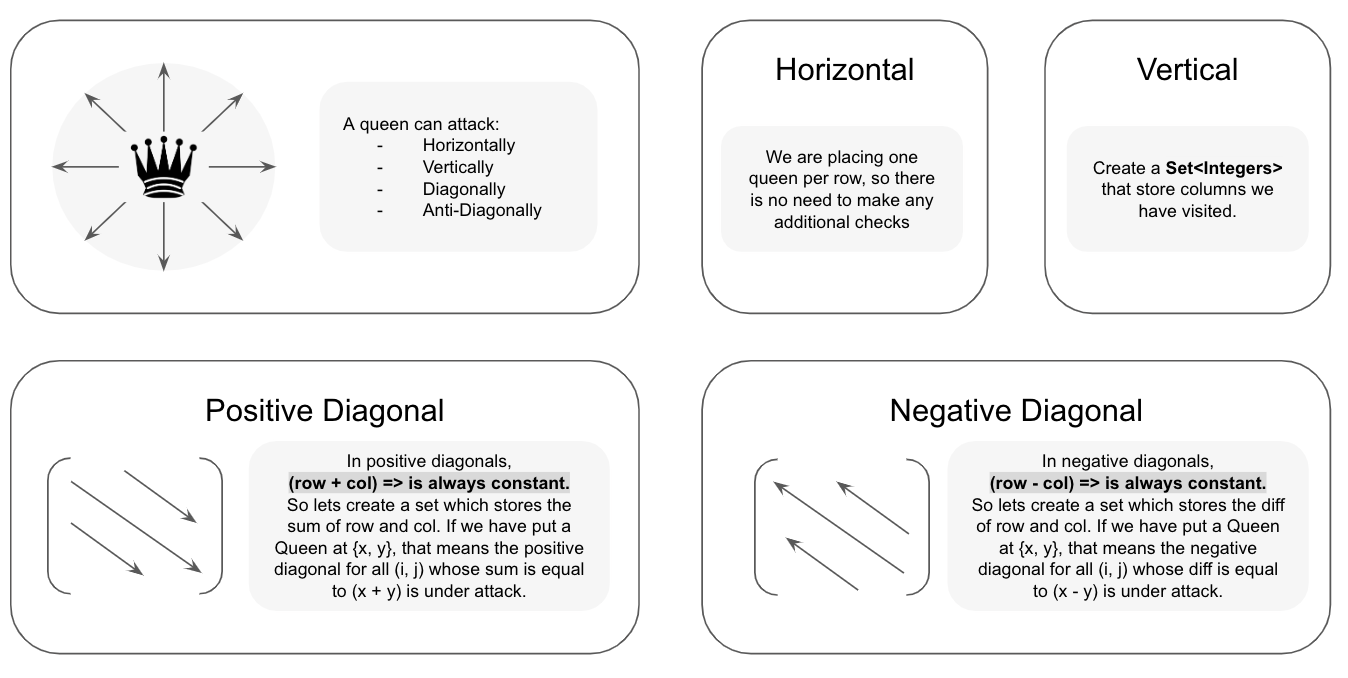 A queen can attack:
- Horizontally
- Vertically
- Diagonally
- Anti-Diagonally
Horizontal
We are placing one
queen per row, so there
is no need to make any
additional checks
Vertical
Create a Set<Integers>
that store columns we
have visited.
Positive Diagonal
In positive diagonals,
(row + col) => is always constant.
So lets create a set which stores the
sum of row and col. If we have put a
Queen at {x, y}, that means the positive
diagonal for all (i, j) whose sum is equal
to (x + y) is under attack.
Negative Diagonal
In negative diagonals,
(row - col) => is always constant.
So lets create a set which stores the diff
of row and col. If we have put a Queen
at {x, y}, that means the negative
diagonal for all (i, j) whose diff is equal
to (x - y) is under attack.